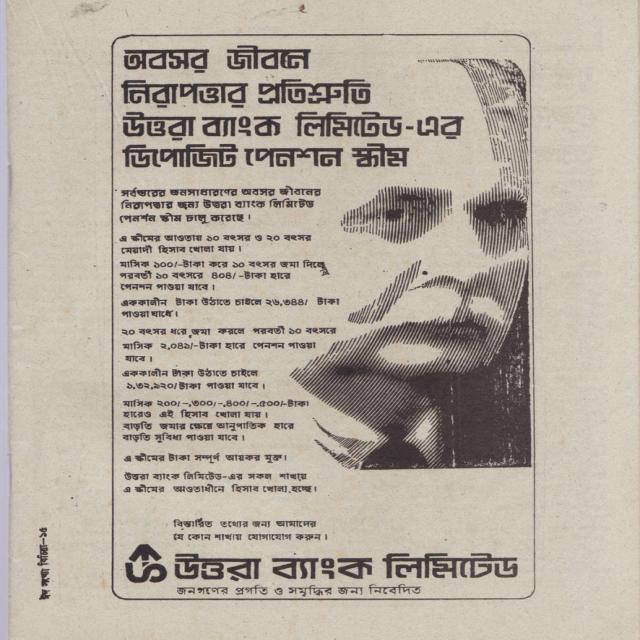 অবসর জীবনে
নিরাপত্তার প্রতিশ্রুতি
উত্তরা ব্যাংক লিমিটেড-এর
ডিপোজিট পেনশন স্কীম
সর্বস্তরের জনসাধারণের অবসর জীবনের
নিরাপত্তার জন্য উত্তরা ব্যাংক লিমিটেড
পেনশন স্কীম চালু করেছে।
এ স্কীমের আওতায় ১০ বৎসর ও ২০ বৎসর
মেয়াদী হিসাব খোলা যায়।
মাসিক ১০০/-টাকা করে ১০ বৎসর জমা দিলে
পরবর্তী ১০ বৎসরে ৪০৪/-টাকা হারে
পেনশন পাওয়া যাবে।
এককালীন টাকা উঠাতে চাইলে ২৬,৩৪৪/ টাকা
পাওয়া যাবে।
২০ বৎসর ধরে জমা করলে পরবর্তী ১০ বৎসরে
মাসিক ২,০৪১/-টাকা হারে পেনশন পাওয়া
যাবে।
এককালীন টাকা উঠাতে চাইলে
১,৩২,৯২০/টাকা পাওয়া যাবে।
মাসিক ২০০/-,৩০০/-,৪০০/-,৫০০/-টাকা
হারেও এই হিসাব খোলা যায়।
বাড়তি জমার ক্ষেত্রে আনুপাতিক হারে
বাড়তি সুবিধা পাওয়া যাবে।
এ স্কীমের টাকা সম্পূর্ণ আয়কর মুক্ত।
উত্তরা ব্যাংক লিমিটেড-এর সকল শাখায়
এ স্কীমের আওতাধীনে হিসাব খোলা হচ্ছে।
বিস্তারিত তথ্যের জন্য আমাদের
যে কোন শাখায় যোগাযোগ করুন।
উত্তরা ব্যাংক লিমিটেড
জনগণের প্রগতি ও সমৃদ্ধির জন্য নিবেদিত
ঈদ সংখ্যা বিচিত্রা-১৫